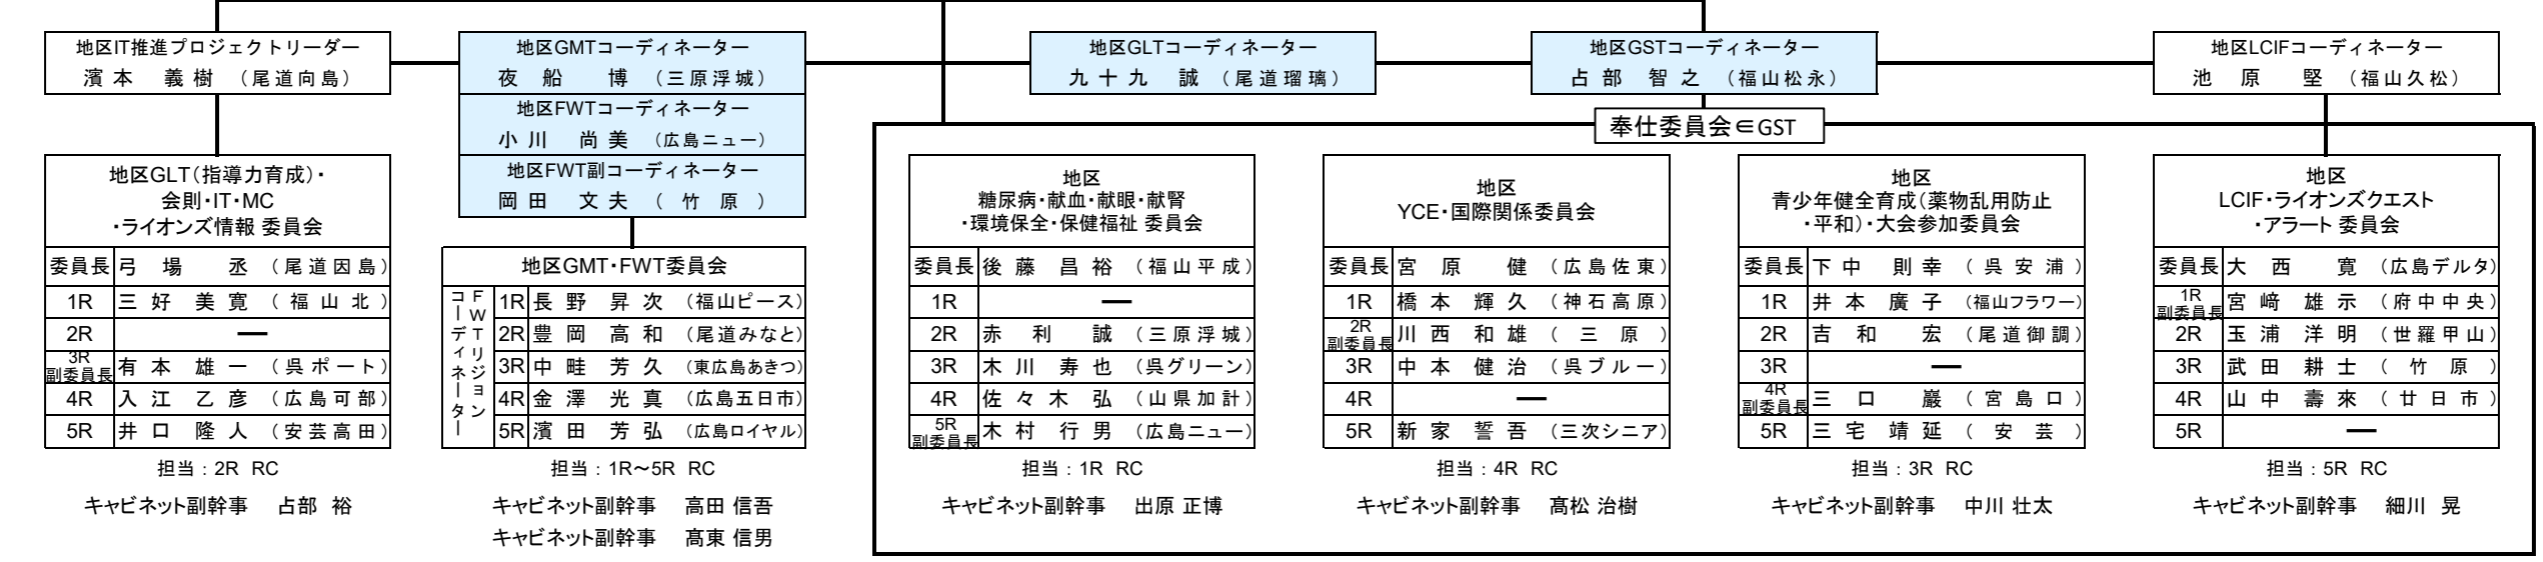 地区IT推進プロジェクトリーダー
濱本 義樹 (尾道向島)
地区GMTコーディネーター
夜船 博 (三原浮城)
地区FWTコーディネーター
小川 尚美 (広島ニュー)
地区FWT副コーディネーター
岡田 文夫 (竹原)
地区GLTコーディネーター
九十九 誠 (尾道瑠璃)
地区GSTコーディネーター
占部 智之 (福山松永)
地区LCIFコーディネーター
池原 堅 (福山久松)
奉仕委員会∈GST
地区GLT(指導力育成)・
会則・IT・MC
・ライオンズ情報 委員会
委員長 弓場 丞 (尾道因島)
1R 三好 美寛 (福山北)
2R ―
3R 副委員長 有本 雄一 (呉ポート)
4R 入江 乙彦 (広島可部)
5R 井口 隆人 (安芸高田)
担当：2R RC
キャビネット副幹事 占部 裕
地区GMT・FWT委員会
FWTリジョン
コーディネーター
1R 長野 昇次 (福山ピース)
2R 豊岡 高和 (尾道みなと)
3R 中畦 芳久 (東広島あきつ)
4R 金澤 光真 (広島五日市)
5R 濱田 芳弘 (広島ロイヤル)
担当：1R～5R RC
キャビネット副幹事 高田 信吾
キャビネット副幹事 髙東 信男
地区
糖尿病・献血・献眼・献腎
・環境保全・保健福祉 委員会
委員長 後藤 昌裕 (福山平成)
1R ―
2R 赤利 誠 (三原浮城)
3R 木川 寿也 (呉グリーン)
4R 佐々木 弘 (山県加計)
5R 副委員長 木村 行男 (広島ニュー)
担当：1R RC
キャビネット副幹事 出原 正博
地区
YCE・国際関係委員会
委員長 宮原 健 (広島佐東)
1R 橋本 輝久 (神石高原)
2R 副委員長 川西 和雄 (三原)
3R 中本 健治 (呉ブルー)
4R ―
5R 新家 誓吾 (三次シニア)
担当：4R RC
キャビネット副幹事 髙松 治樹
地区
青少年健全育成(薬物乱用防止
・平和)・大会参加委員会
委員長 下中 則幸 (呉安浦)
1R 井本 廣子 (福山フラワー)
2R 吉和 宏 (尾道御調)
3R ―
4R 副委員長 三口 巖 (宮島口)
5R 三宅 靖延 (安芸)
担当：3R RC
キャビネット副幹事 中川 壮太
地区
LCIF・ライオンズクエスト
・アラート 委員会
委員長 大西 寛 (広島デルタ)
1R 副委員長 宮﨑 雄示 (府中中央)
2R 玉浦 洋明 (世羅甲山)
3R 武田 耕士 (竹原)
4R 山中 壽來 (廿日市)
5R ―
担当：5R RC
キャビネット副幹事 細川 晃